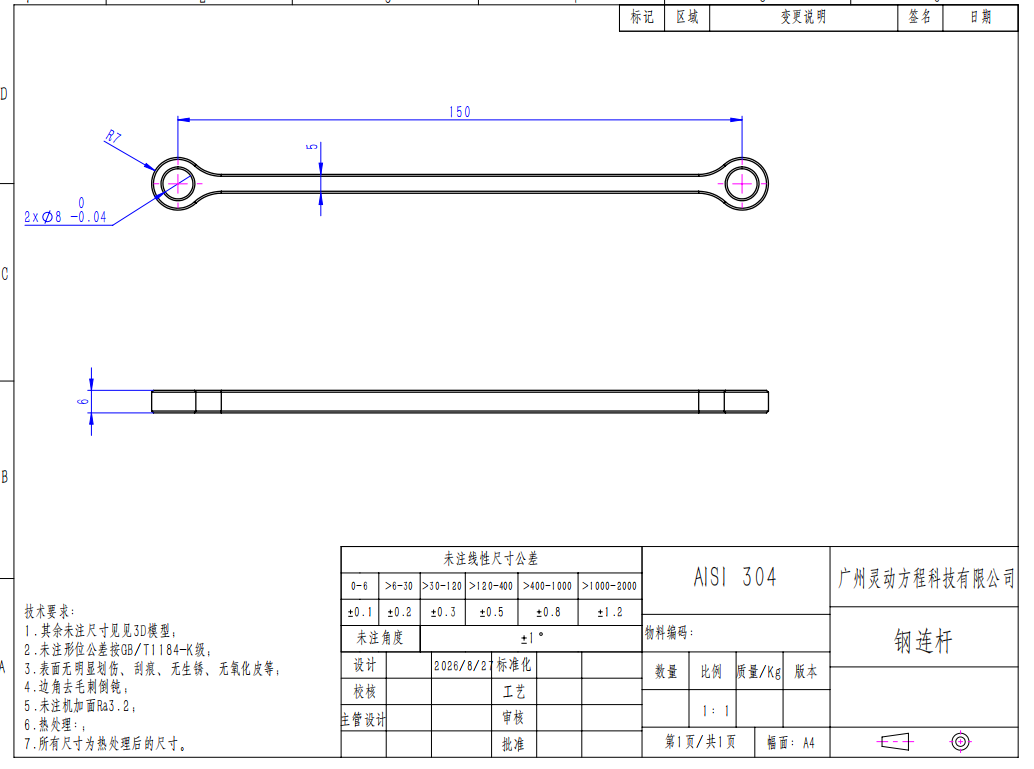 标记 区域 变更说明 签名 日期
D
150
R7
5
0
2xØ8 -0.04
C
6
B
未注线性尺寸公差
0-6 >6-30 >30-120 >120-400 >400-1000 >1000-2000
±0.1 ±0.2 ±0.3 ±0.5 ±0.8 ±1.2
未注角度 ±1°
AISI 304
广州灵动方程科技有限公司
物料编码:
钢连杆
设计 2026/8/27 标准化
校核 工艺
主管设计 审核
批准
数量 比例 质量/Kg 版本
1:1
第1页/共1页 幅面: A4
A
技术要求:
1.其余未注尺寸见见3D模型;
2.未注形位公差按GB/T1184-K级;
3.表面无明显划伤、刮痕、无生锈、无氧化皮等;
4.边角去毛刺倒钝;
5.未注机加面Ra3.2;
6.热处理:;
7.所有尺寸为热处理后的尺寸。